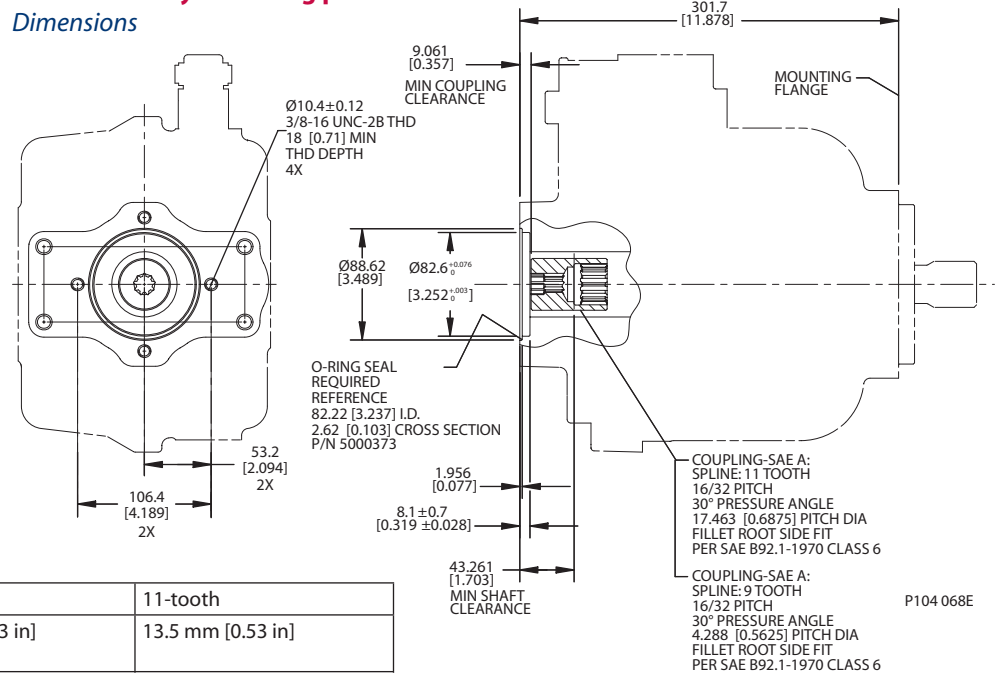 Dimensions
301.7
[11.878]
9.061
[0.357]
MIN COUPLING
CLEARANCE
MOUNTING
FLANGE
Ø10.4±0.12
3/8-16 UNC-2B THD
18 [0.71] MIN
THD DEPTH
4X
Ø88.62
[3.489]
Ø82.6 +0.076 0
[3.252 +.003 0]
O-RING SEAL
REQUIRED
REFERENCE
82.22 [3.237] I.D.
2.62 [0.103] CROSS SECTION
P/N 5000373
53.2
[2.094]
2X
106.4
[4.189]
2X
1.956
[0.077]
8.1±0.7
[0.319 ±0.028]
43.261
[1.703]
MIN SHAFT
CLEARANCE
COUPLING-SAE A:
SPLINE: 11 TOOTH
16/32 PITCH
30° PRESSURE ANGLE
17.463 [0.6875] PITCH DIA
FILLET ROOT SIDE FIT
PER SAE B92.1-1970 CLASS 6
COUPLING-SAE A:
SPLINE: 9 TOOTH
16/32 PITCH
30° PRESSURE ANGLE
4.288 [0.5625] PITCH DIA
FILLET ROOT SIDE FIT
PER SAE B92.1-1970 CLASS 6
P104 068E
11-tooth
3 in]
13.5 mm [0.53 in]